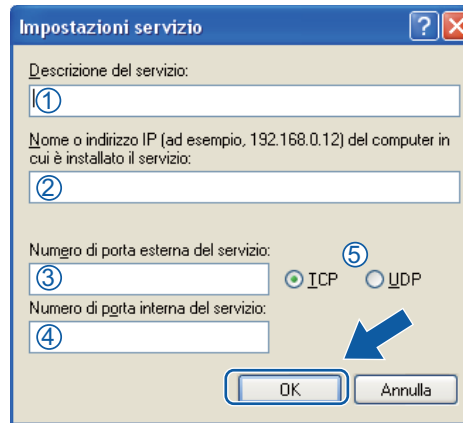 Impostazioni servizio
Descrizione del servizio:
①
Nome o indirizzo IP (ad esempio, 192.168.0.12) del computer in
cui è installato il servizio:
②
Numero di porta esterna del servizio:
⑤
③
TCP
UDP
Numero di porta interna del servizio:
④
OK
Annulla